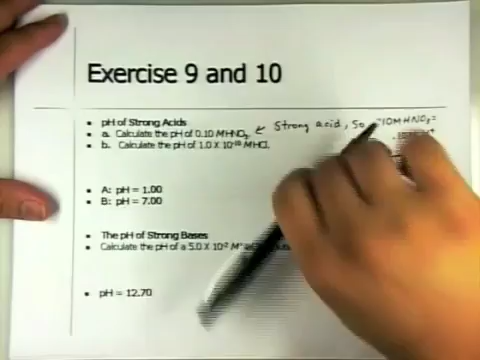 Exercise 9 and 10
pH of Strong Acids
a. Calculate the pH of 0.10 M HNO₃ ← Strong acid, So .10M HNO₃ =
b. Calculate the pH of 1.0 X 10⁻¹⁰ M HCl.
A: pH = 1.00
B: pH = 7.00
The pH of Strong Bases
Calculate the pH of a 5.0 X 10⁻² M
pH = 12.70